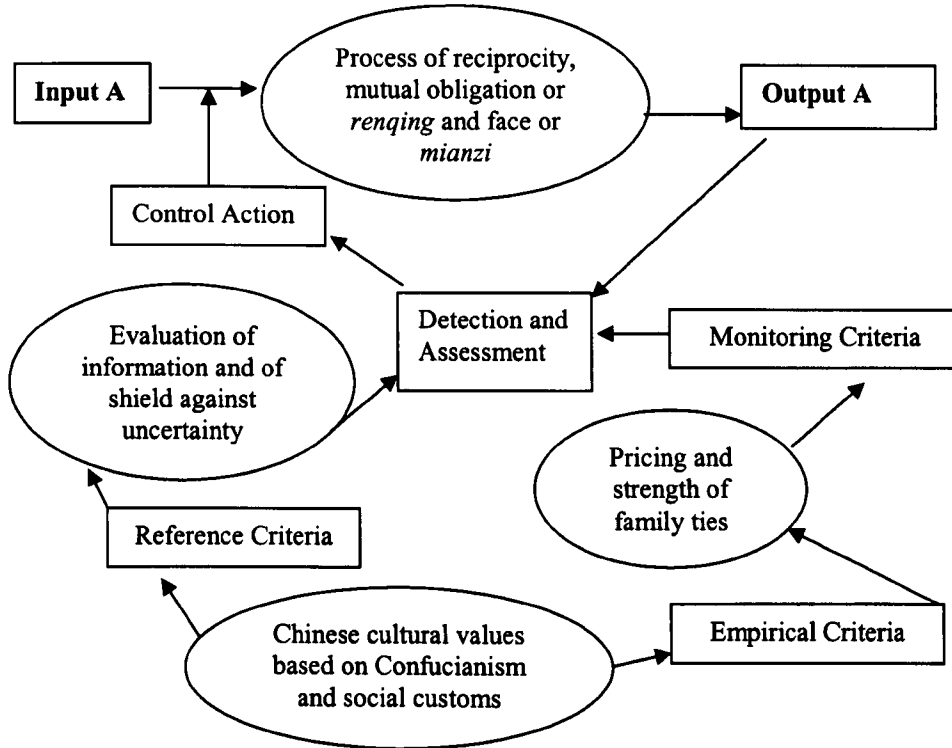 Input A
Process of reciprocity,
mutual obligation or
renqing and face or
mianzi
Output A
Control Action
Detection and
Assessment
Monitoring Criteria
Evaluation of
information and of
shield against
uncertainty
Pricing and
strength of
family ties
Reference Criteria
Empirical Criteria
Chinese cultural values
based on Confucianism
and social customs